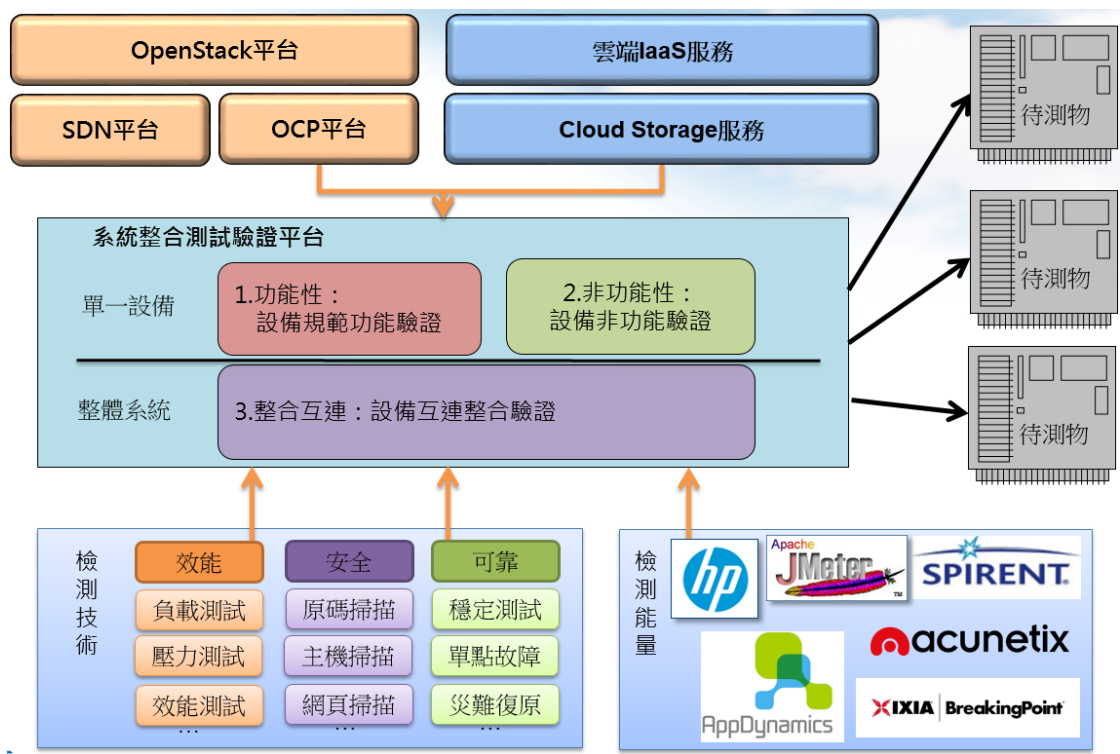 OpenStack平台
雲端IaaS服務
SDN平台
OCP平台
Cloud Storage服務
待測物
待測物
待測物
系統整合測試驗證平台
單一設備
1.功能性：
設備規範功能驗證
2.非功能性：
設備非功能驗證
整體系統
3.整合互連：設備互連整合驗證
檢測技術
效能
負載測試
壓力測試
效能測試
...
安全
原碼掃描
主機掃描
網頁掃描
...
可靠
穩定測試
單點故障
災難復原
...
檢測能量
hp
Apache
JMeter
TM
SPIRENT
acunetix
AppDynamics
IXIA | BreakingPoint